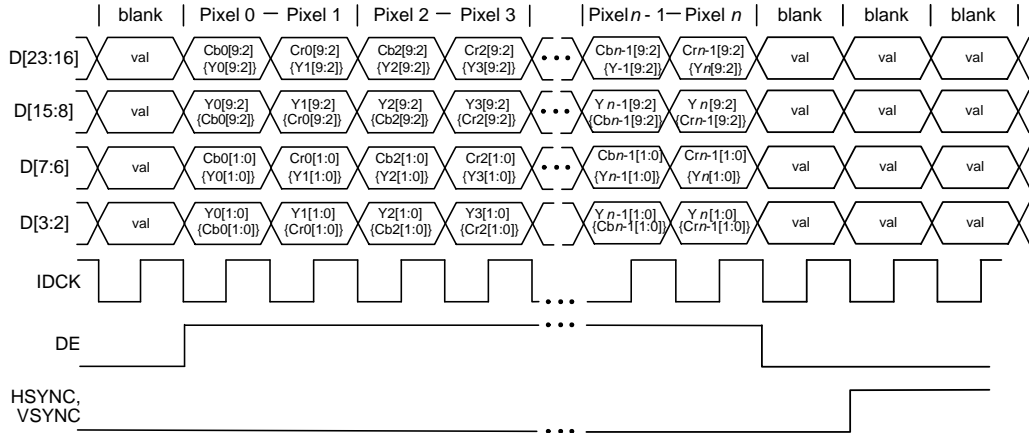 blank Pixel 0 — Pixel 1 Pixel 2 — Pixel 3 Pixel n - 1 — Pixel n blank blank blank
D[23:16] val Cb0[9:2] Cr0[9:2] Cb2[9:2] Cr2[9:2] ••• Cbn-1[9:2] Crn-1[9:2] val val val
{Y0[9:2]} {Y1[9:2]} {Y2[9:2]} {Y3[9:2]} {Y-1[9:2]} {Yn[9:2]}
D[15:8] val Y0[9:2] Y1[9:2] Y2[9:2] Y3[9:2] ••• Y n-1[9:2] Y n[9:2] val val val
{Cb0[9:2]} {Cr0[9:2]} {Cb2[9:2]} {Cr2[9:2]} {Cbn-1[9:2]} {Crn-1[9:2]}
D[7:6] val Cb0[1:0] Cr0[1:0] Cb2[1:0] Cr2[1:0] ••• Cbn-1[1:0] Crn-1[1:0] val val val
{Y0[1:0]} {Y1[1:0]} {Y2[1:0]} {Y3[1:0]} {Yn-1[1:0]} {Yn[1:0]}
D[3:2] val Y0[1:0] Y1[1:0] Y2[1:0] Y3[1:0] Y n-1[1:0] Y n[1:0] val val val
{Cb0[1:0]} {Cr0[1:0]} {Cb2[1:0]} {Cr2[1:0]} {Cbn-1[1:0]} {Crn-1[1:0]}
IDCK •••
DE •••
HSYNC,
VSYNC •••